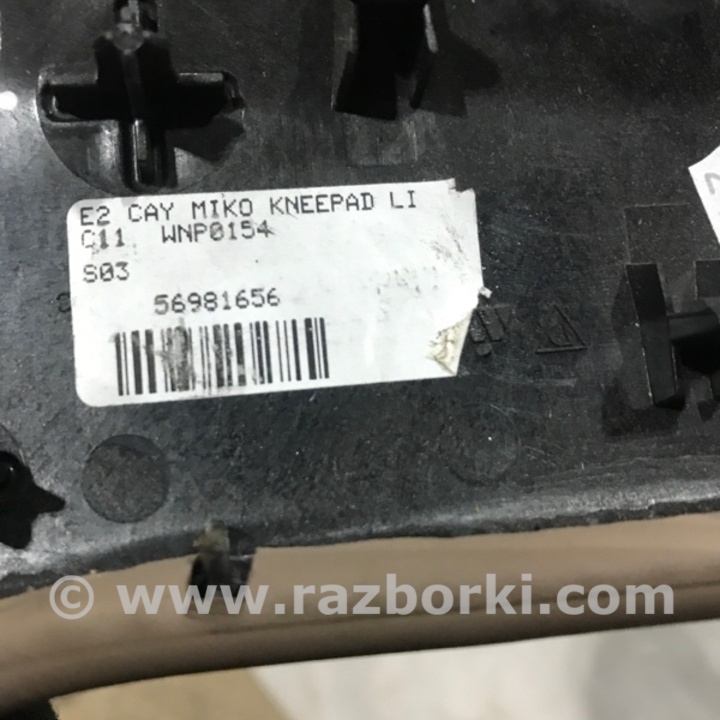 E2 CAY MIKO KNEEPAD LI
C11 WNP0154
S03
56981656
© www.razborki.com